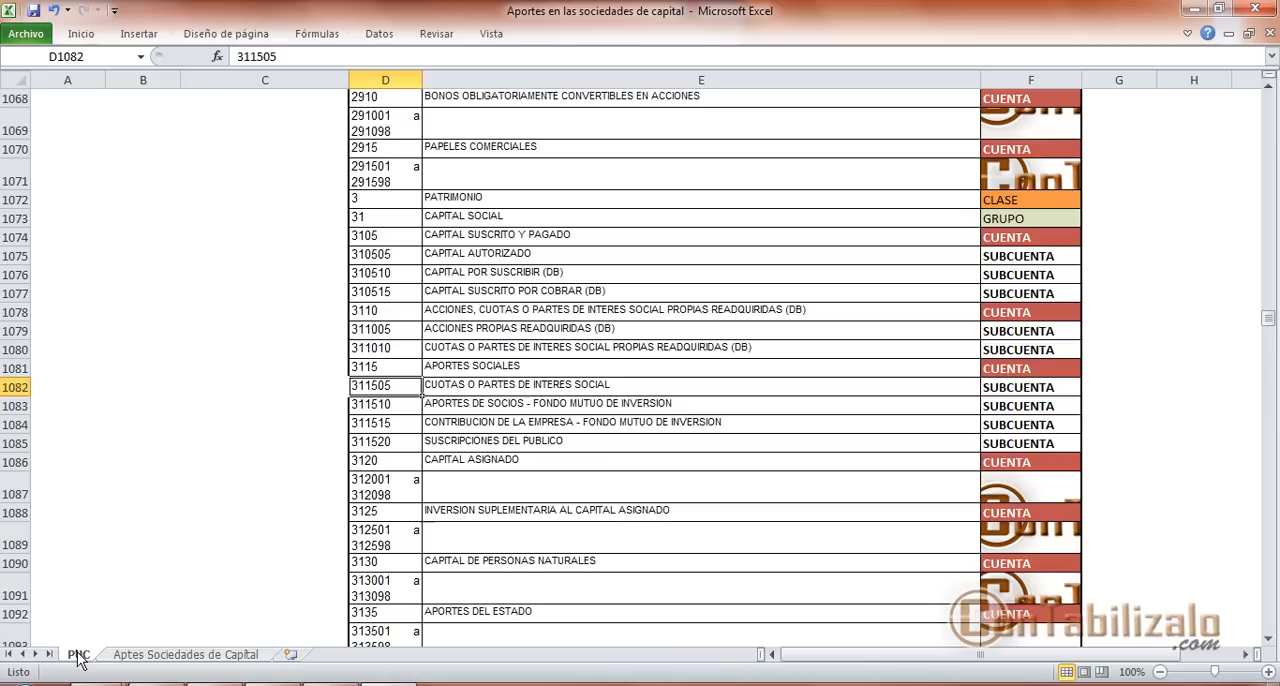 Aportes en las sociedades de capital - Microsoft Excel
Archivo Inicio Insertar Diseño de página Fórmulas Datos Revisar Vista
D1082 fx 311505
A B C D E F G H
1068 2910 BONOS OBLIGATORIAMENTE CONVERTIBLES EN ACCIONES CUENTA
291001 a
1069 291098
1070 2915 PAPELES COMERCIALES CUENTA
291501 a
1071 291598
1072 3 PATRIMONIO CLASE
1073 31 CAPITAL SOCIAL GRUPO
1074 3105 CAPITAL SUSCRITO Y PAGADO CUENTA
1075 310505 CAPITAL AUTORIZADO SUBCUENTA
1076 310510 CAPITAL POR SUSCRIBIR (DB) SUBCUENTA
1077 310515 CAPITAL SUSCRITO POR COBRAR (DB) SUBCUENTA
1078 3110 ACCIONES, CUOTAS O PARTES DE INTERES SOCIAL PROPIAS READQUIRIDAS (DB) CUENTA
1079 311005 ACCIONES PROPIAS READQUIRIDAS (DB) SUBCUENTA
1080 311010 CUOTAS O PARTES DE INTERES SOCIAL PROPIAS READQUIRIDAS (DB) SUBCUENTA
1081 3115 APORTES SOCIALES CUENTA
1082 311505 CUOTAS O PARTES DE INTERES SOCIAL SUBCUENTA
1083 311510 APORTES DE SOCIOS - FONDO MUTUO DE INVERSION SUBCUENTA
1084 311515 CONTRIBUCION DE LA EMPRESA - FONDO MUTUO DE INVERSION SUBCUENTA
1085 311520 SUSCRIPCIONES DEL PUBLICO SUBCUENTA
1086 3120 CAPITAL ASIGNADO CUENTA
312001 a
1087 312098
1088 3125 INVERSION SUPLEMENTARIA AL CAPITAL ASIGNADO CUENTA
312501 a
1089 312598
1090 3130 CAPITAL DE PERSONAS NATURALES CUENTA
313001 a
1091 313098
1092 3135 APORTES DEL ESTADO CUENTA
313501 a
ConTabilizalo
.com
Aptes Sociedades de Capital
Listo 100%